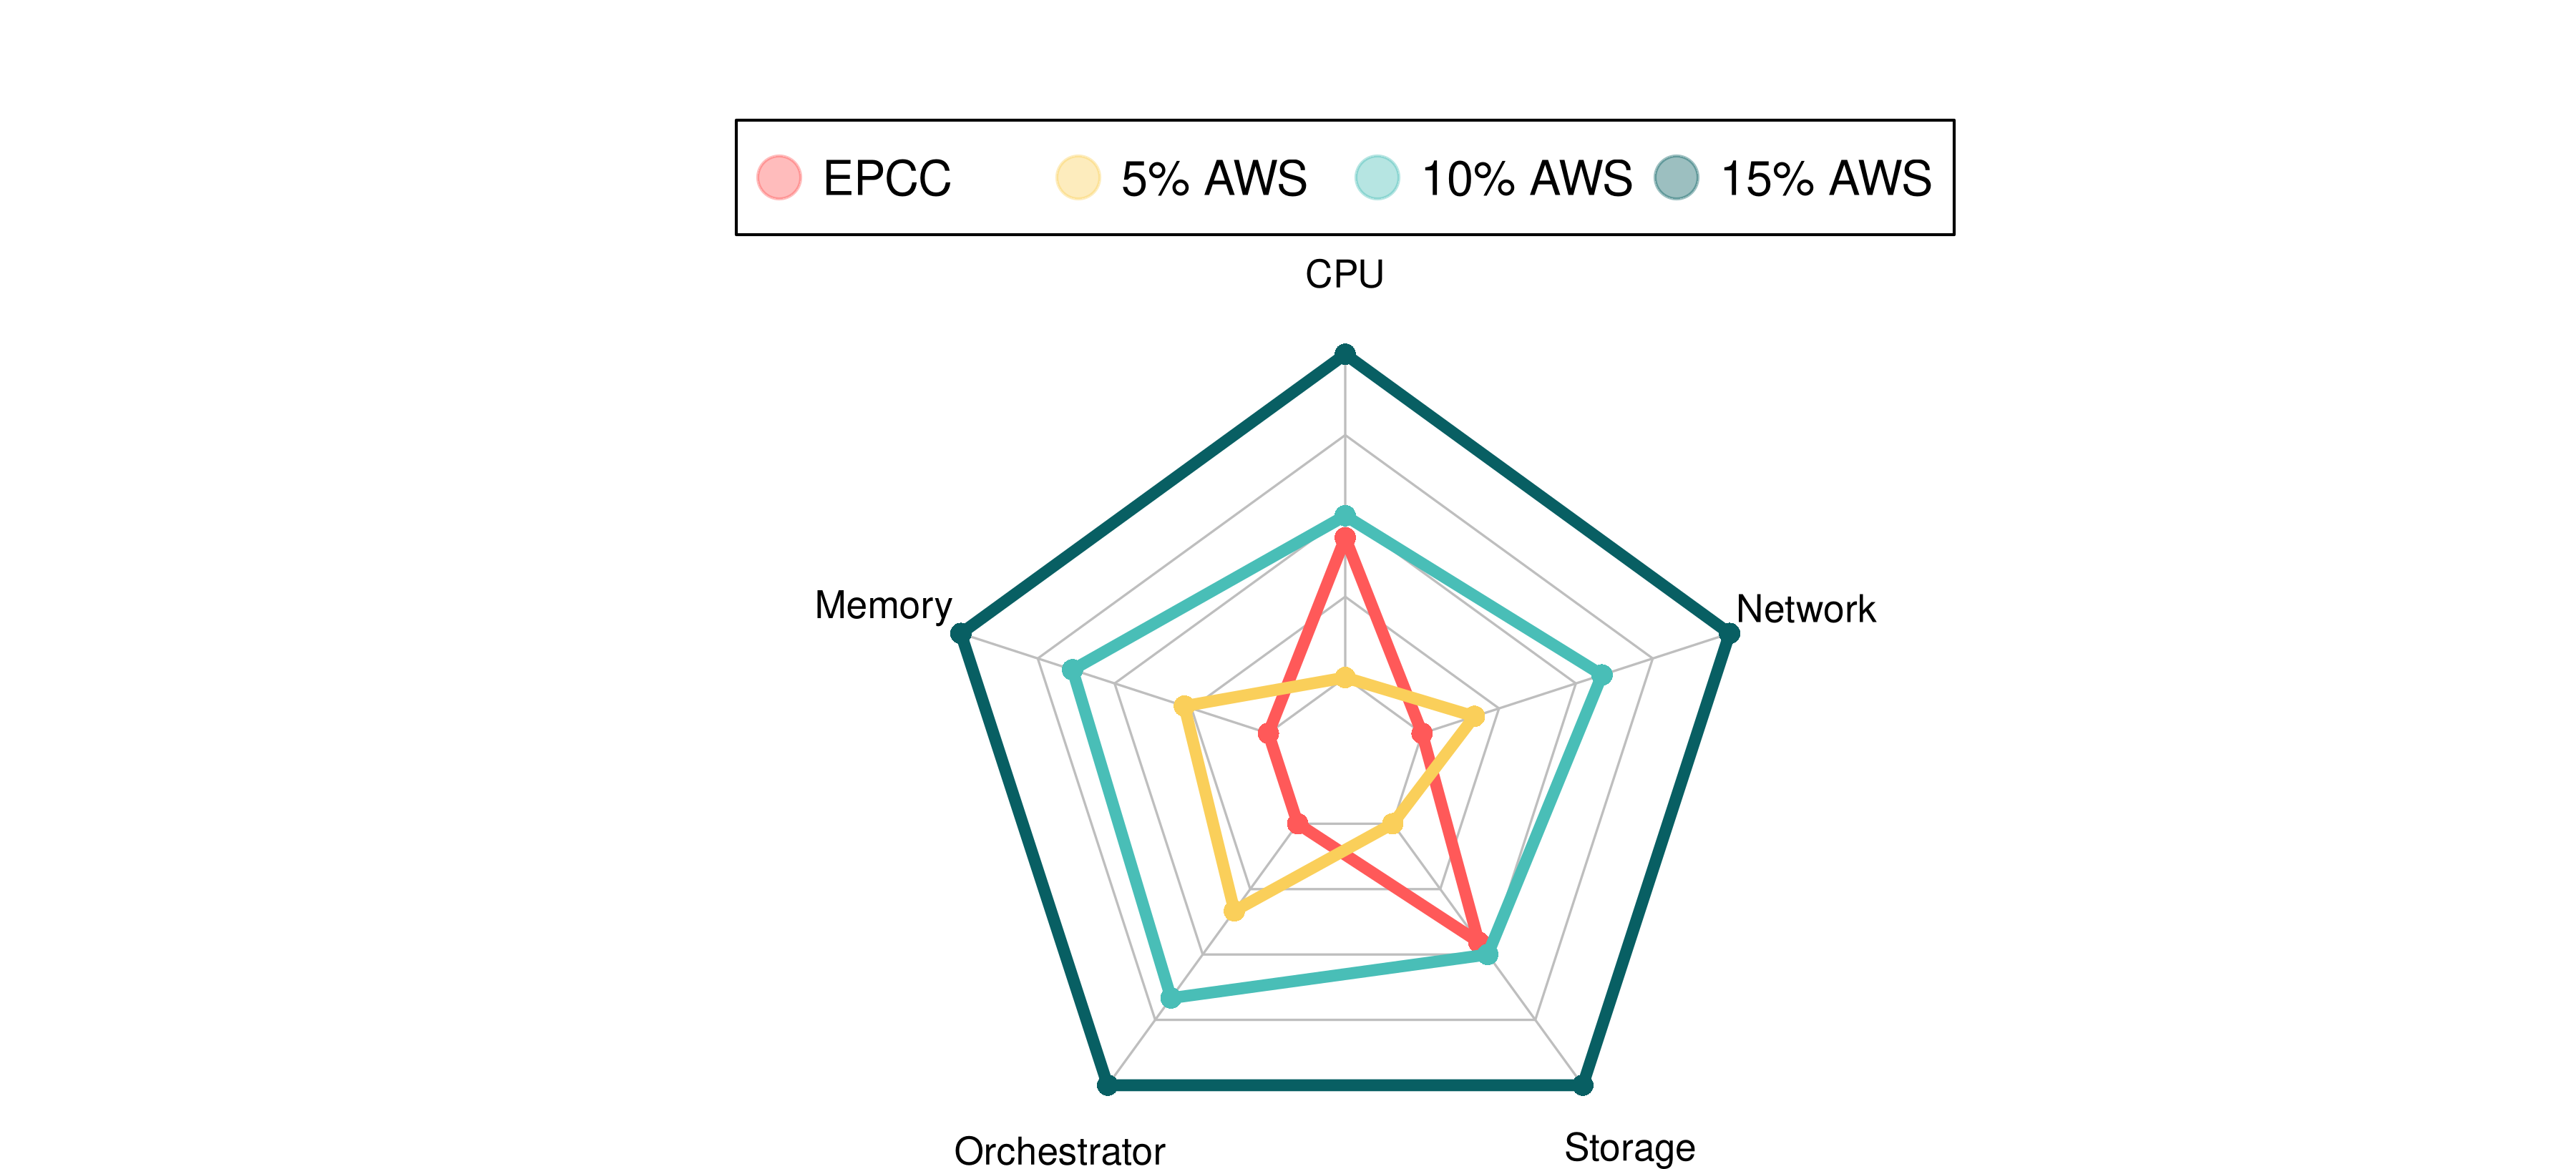 EPCC 5% AWS 10% AWS 15% AWS
CPU
Memory
Network
Orchestrator
Storage